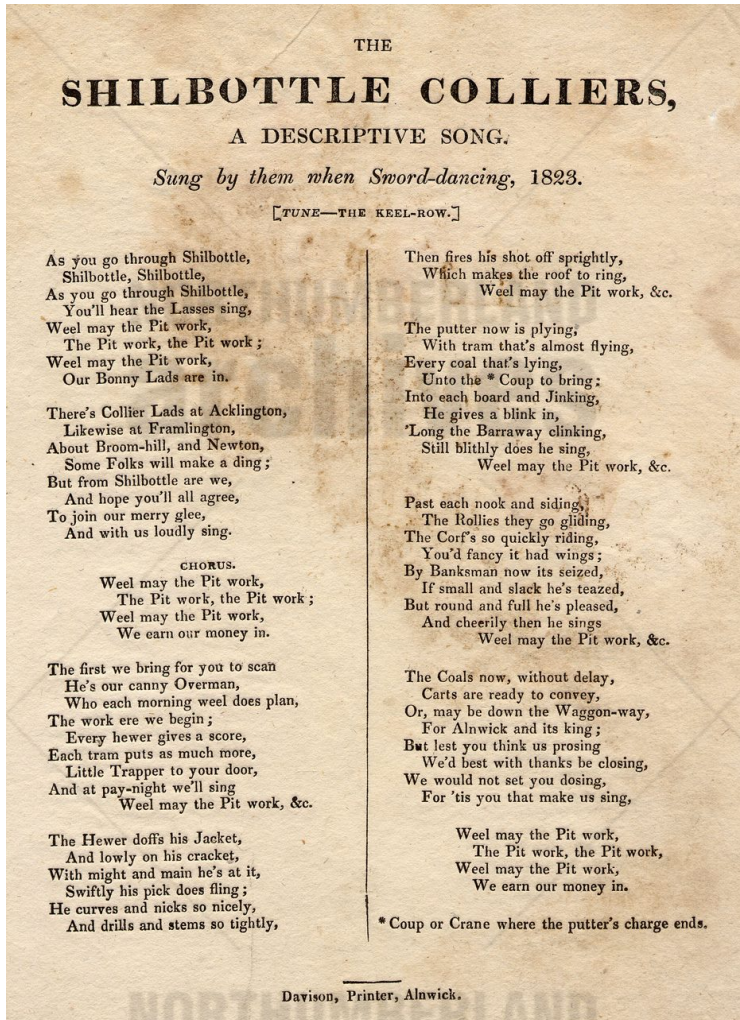 THE
SHILBOTTLE COLLIERS,
A DESCRIPTIVE SONG.
Sung by them when Sword-dancing, 1823.
[TUNE—THE KEEL-ROW.]
As you go through Shilbottle,
Shilbottle, Shilbottle,
As you go through Shilbottle,
You'll hear the Lasses sing,
Weel may the Pit work,
The Pit work, the Pit work;
Weel may the Pit work,
Our Bonny Lads are in.
There's Collier Lads at Acklington,
Likewise at Framlington,
About Broom-hill, and Newton,
Some Folks will make a ding;
But from Shilbottle are we,
And hope you'll all agree,
To join our merry glee,
And with us loudly sing.
CHORUS.
Weel may the Pit work,
The Pit work, the Pit work;
Weel may the Pit work,
We earn our money in.
The first we bring for you to scan
He's our canny Overman,
Who each morning weel does plan,
The work ere we begin;
Every hewer gives a score,
Each tram puts as much more,
Little Trapper to your door,
And at pay-night we'll sing
Weel may the Pit work, &c.
The Hewer doffs his Jacket,
And lowly on his cracket,
With might and main he's at it,
Swiftly his pick does fling;
He curves and nicks so nicely,
And drills and stems so tightly,
Then fires his shot off sprightly,
Which makes the roof to ring,
Weel may the Pit work, &c.
The putter now is plying,
With tram that's almost flying,
Every coal that's lying,
Unto the * Coup to bring;
Into each board and Jinking,
He gives a blink in,
'Long the Barraway clinking,
Still blithly does he sing,
Weel may the Pit work, &c.
Past each nook and siding,
The Rollies they go gliding,
The Corf's so quickly riding,
You'd fancy it had wings;
By Banksman now its seized,
If small and slack he's teazed,
But round and full he's pleased,
And cheerily then he sings
Weel may the Pit work, &c.
The Coals now, without delay,
Carts are ready to convey,
Or, may be down the Waggon-way,
For Alnwick and its king;
But lest you think us prosing
We'd best with thanks be closing,
We would not set you dosing,
For 'tis you that make us sing,
Weel may the Pit work,
The Pit work, the Pit work,
Weel may the Pit work,
We earn our money in.
* Coup or Crane where the putter's charge ends.
Davison, Printer, Alnwick.
NORTHUMBERLAND